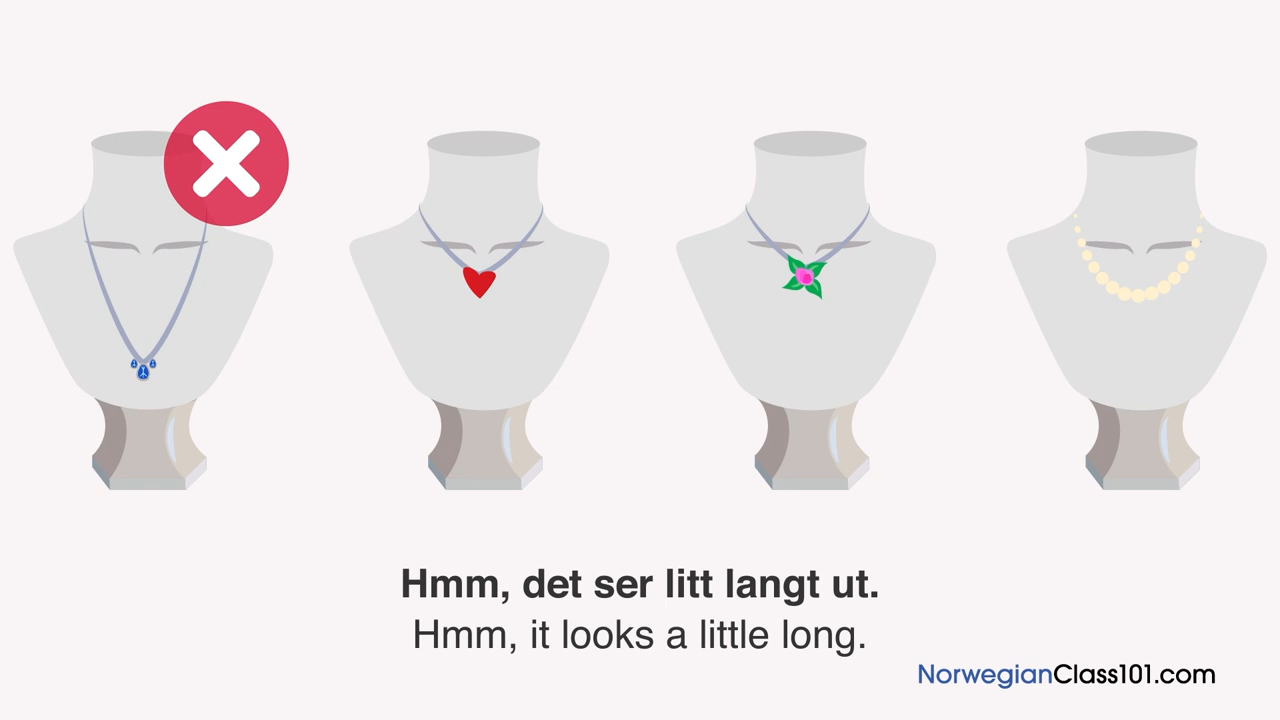 Hmm, det ser litt langt ut.
Hmm, it looks a little long.
NorwegianClass101.com